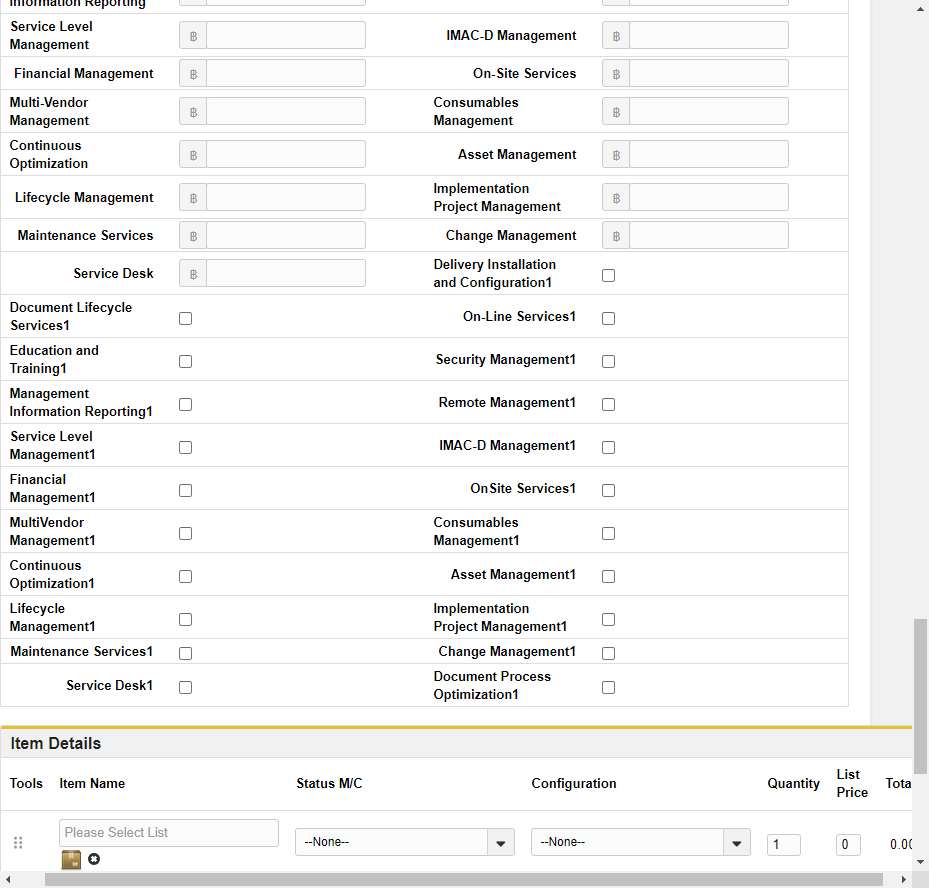 Information Reporting ฿ ฿
Service Level
Management ฿ IMAC-D Management ฿
Financial Management ฿ On-Site Services ฿
Multi-Vendor
Management ฿ Consumables
Management ฿
Continuous
Optimization ฿ Asset Management ฿
Lifecycle Management ฿ Implementation
Project Management ฿
Maintenance Services ฿ Change Management ฿
Service Desk ฿ Delivery Installation
and Configuration1
Document Lifecycle
Services1 On-Line Services1
Education and
Training1 Security Management1
Management
Information Reporting1 Remote Management1
Service Level
Management1 IMAC-D Management1
Financial
Management1 OnSite Services1
MultiVendor
Management1 Consumables
Management1
Continuous
Optimization1 Asset Management1
Lifecycle
Management1 Implementation
Project Management1
Maintenance Services1 Change Management1
Service Desk1 Document Process
Optimization1
Item Details
Tools Item Name Status M/C Configuration Quantity List
Price Tota
Please Select List --None-- --None-- 1 0 0.00